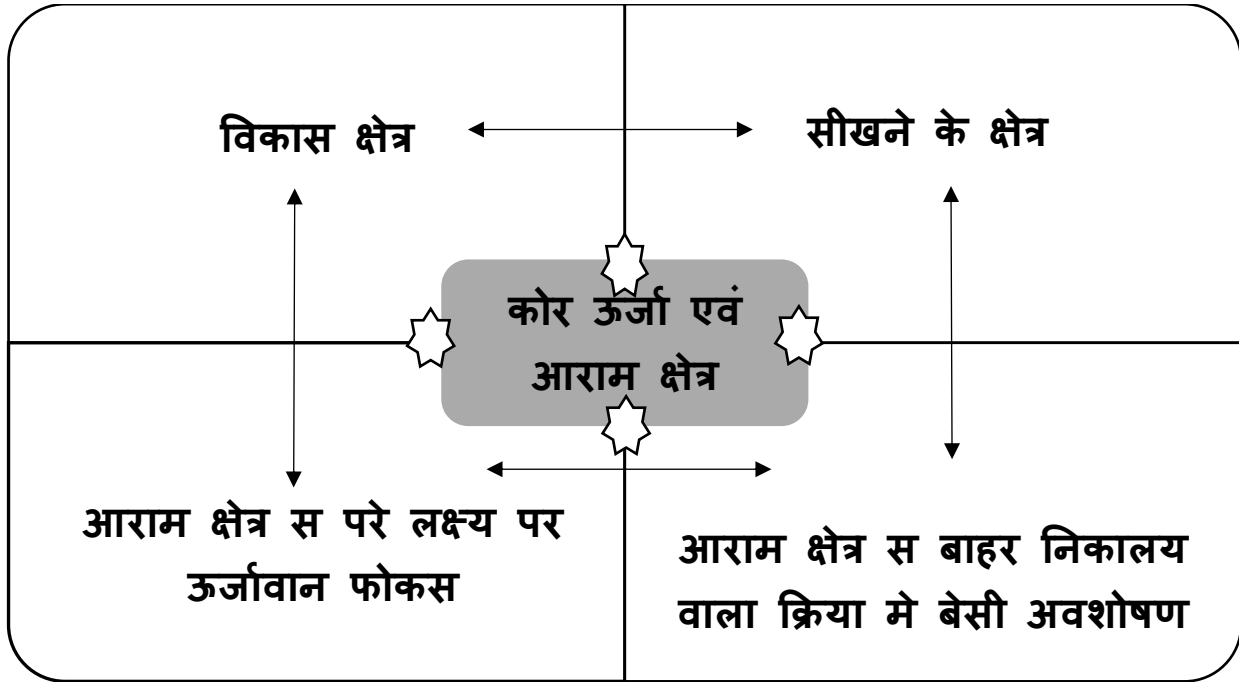 विकास क्षेत्र
सीखने के क्षेत्र
कोर ऊर्जा एवं
आराम क्षेत्र
आराम क्षेत्र स परे लक्ष्य पर
ऊर्जावान फोकस
आराम क्षेत्र स बाहर निकालय
वाला क्रिया मे बेसी अवशोषण